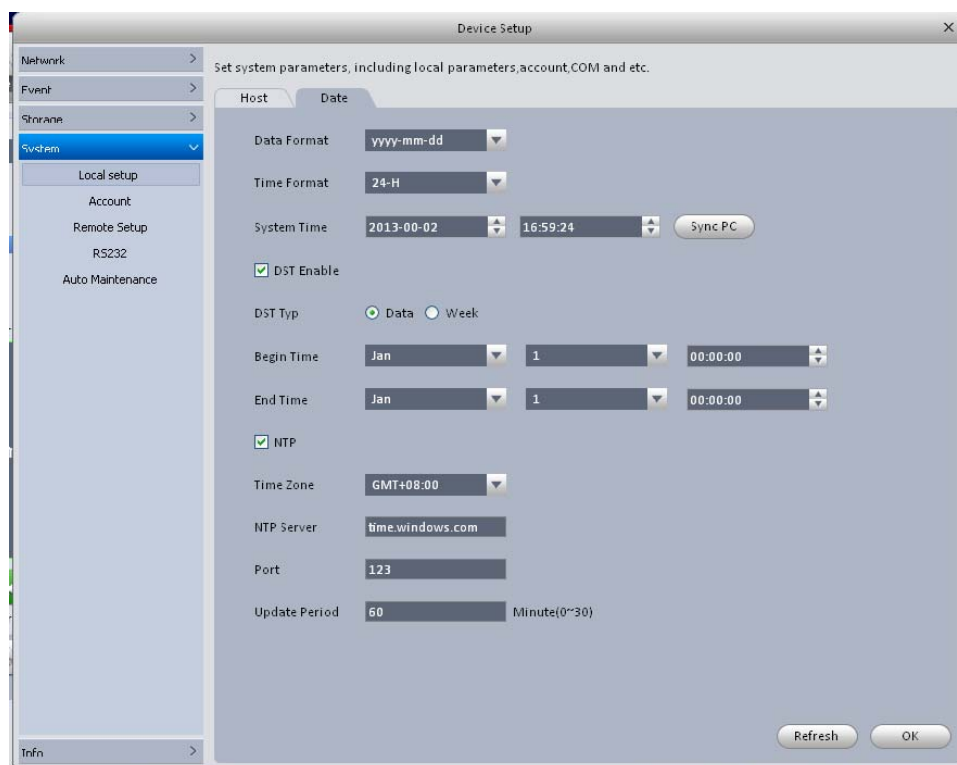 Device Setup
Network
Event
Storage
System
Local setup
Account
Remote Setup
RS232
Auto Maintenance
Info
Set system parameters, including local parameters,account,COM and etc.
Host Date
Data Format yyyy-mm-dd
Time Format 24-H
System Time 2013-00-02 16:59:24 Sync PC
DST Enable
DST Typ Data Week
Begin Time Jan 1 00:00:00
End Time Jan 1 00:00:00
NTP
Time Zone GMT+08:00
NTP Server time.windows.com
Port 123
Update Period 60 Minute(0~30)
Refresh OK